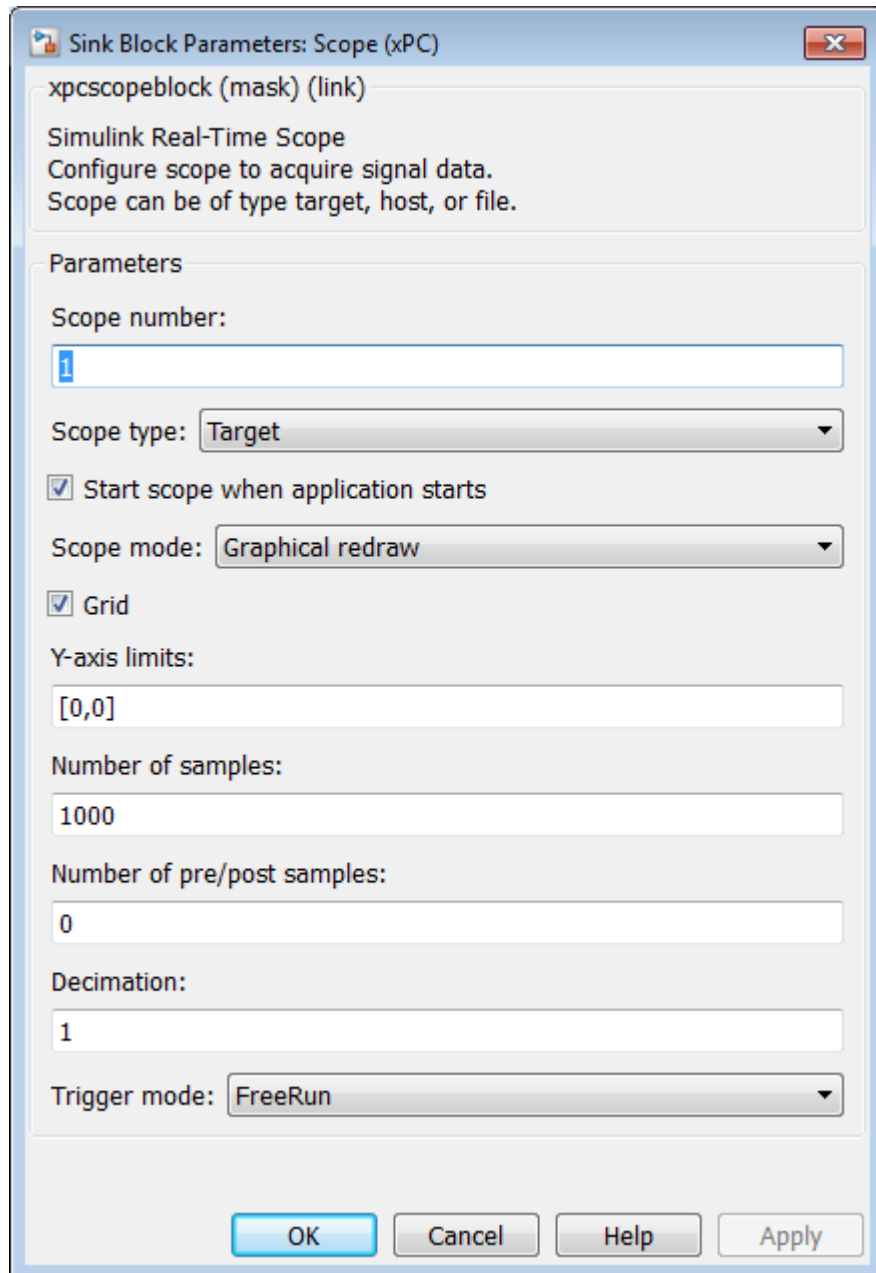 Sink Block Parameters: Scope (xPC)
xpcscopeblock (mask) (link)
Simulink Real-Time Scope
Configure scope to acquire signal data.
Scope can be of type target, host, or file.
Parameters
Scope number:
1
Scope type: Target
Start scope when application starts
Scope mode: Graphical redraw
Grid
Y-axis limits:
[0,0]
Number of samples:
1000
Number of pre/post samples:
0
Decimation:
1
Trigger mode: FreeRun
OK Cancel Help Apply